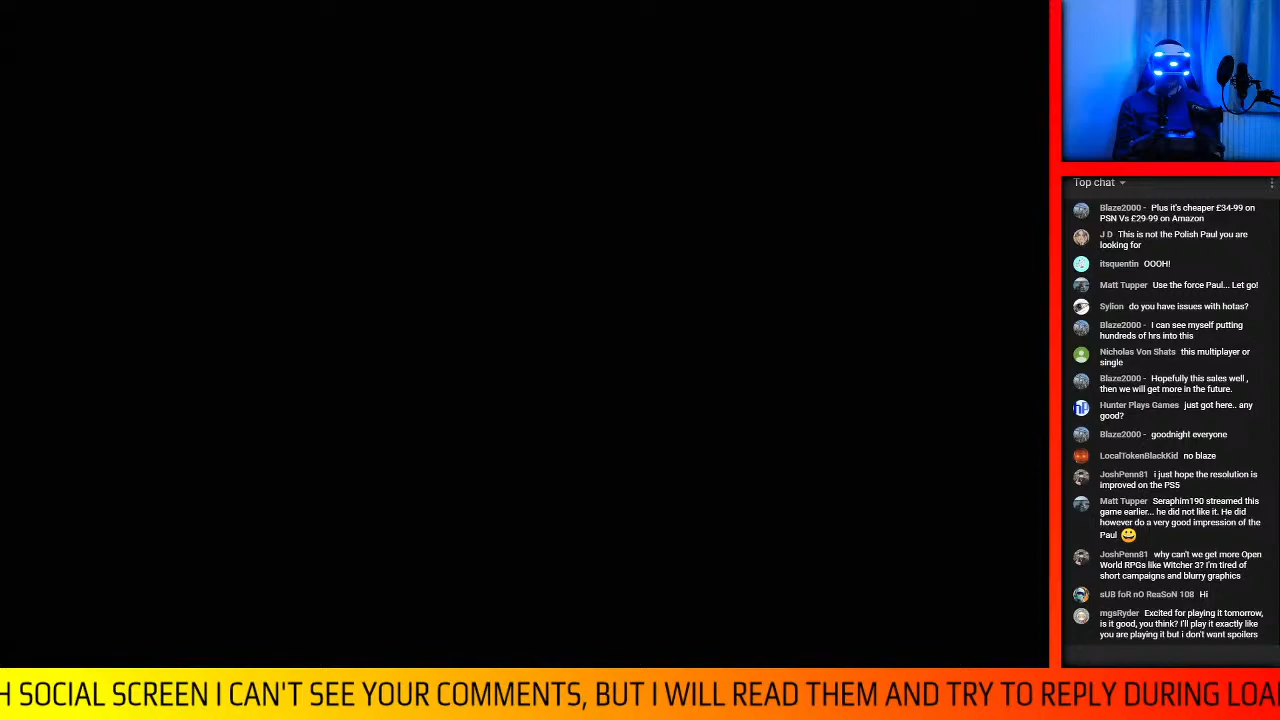 Top chat
Blaze2000 - Plus it's cheaper £34-99 on
PSN Vs £29-99 on Amazon
J D This is not the Polish Paul you are
looking for
itsquentin OOOH!
Matt Tupper Use the force Paul... Let go!
Sylion do you have issues with hotas?
Blaze2000 - I can see myself putting
hundreds of hrs into this
Nicholas Von Shats this multiplayer or
single
Blaze2000 - Hopefully this sales well ,
then we will get more in the future.
Hunter Plays Games just got here.. any
good?
Blaze2000 - goodnight everyone
LocalTokenBlackKid no blaze
JoshPenn81 i just hope the resolution is
improved on the PS5
Matt Tupper Seraphim190 streamed this
game earlier... he did not like it. He did
however do a very good impression of the
Paul 😀
JoshPenn81 why can't we get more Open
World RPGs like Witcher 3? I'm tired of
short campaigns and blurry graphics
sUB foR nO ReaSoN 108 Hi
mgsRyder Excited for playing it tomorrow,
is it good, you think? I'll play it exactly like
you are playing it but i don't want spoilers
H SOCIAL SCREEN I CAN'T SEE YOUR COMMENTS, BUT I WILL READ THEM AND TRY TO REPLY DURING LOA